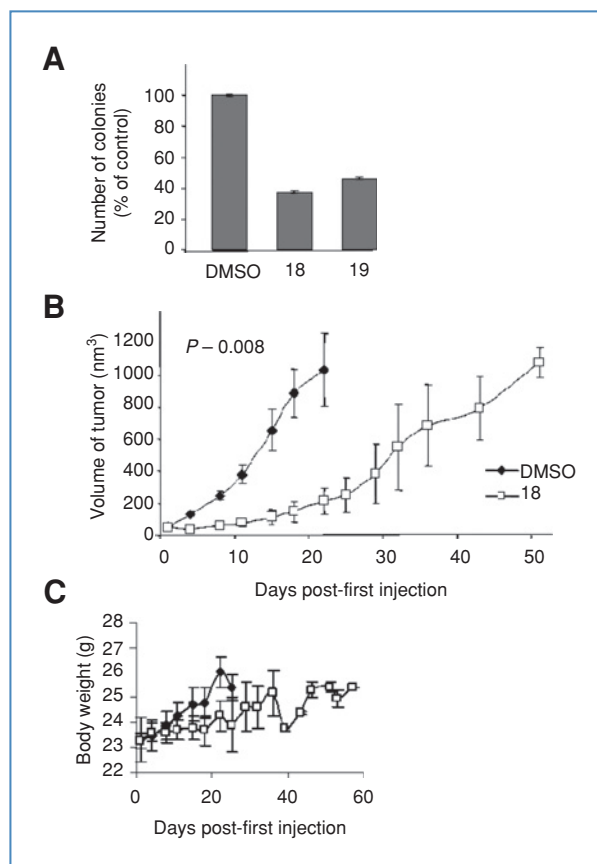 A
Number of colonies
(% of control)
100
80
60
40
20
0
DMSO 18 19
B
Volume of tumor (nm³)
1200
1000
800
600
400
200
0
P – 0.008
DMSO
18
0 10 20 30 40 50
Days post-first injection
C
Body weight (g)
28
27
26
25
24
23
22
0 20 40 60
Days post-first injection